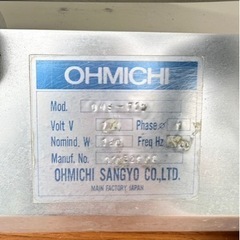 OHMICHI
Mod.
Volt V Phase
Nomind. W Freq Hz
Manuf. No.
OHMICHI SANGYO CO.,LTD.
MAIN FACTORY JAPAN